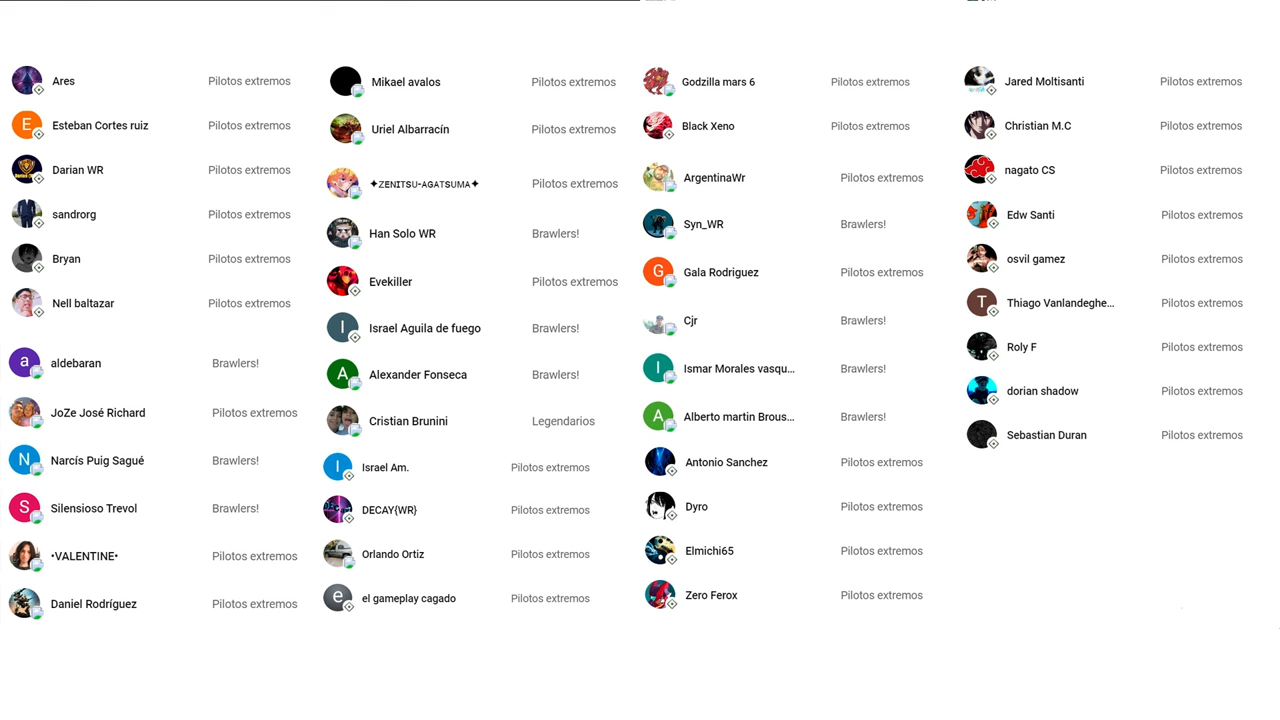 Ares Pilotos extremos
E Esteban Cortes ruiz Pilotos extremos
Darian WR Pilotos extremos
sandrorg Pilotos extremos
Bryan Pilotos extremos
Nell baltazar Pilotos extremos
a aldebaran Brawlers!
JoZe José Richard Pilotos extremos
N Narcís Puig Sagué Brawlers!
S Silensioso Trevol Brawlers!
•VALENTINE• Pilotos extremos
Daniel Rodríguez Pilotos extremos
Mikael avalos Pilotos extremos
Uriel Albarracín Pilotos extremos
✦ᴢᴇɴɪᴛsᴜ-ᴀɢᴀᴛsᴜᴍᴀ✦ Pilotos extremos
Han Solo WR Brawlers!
Evekiller Pilotos extremos
I Israel Aguila de fuego Brawlers!
A Alexander Fonseca Brawlers!
Cristian Brunini Legendarios
I Israel Am. Pilotos extremos
DECAY{WR} Pilotos extremos
Orlando Ortiz Pilotos extremos
e el gameplay cagado Pilotos extremos
Godzilla mars 6 Pilotos extremos
Black Xeno Pilotos extremos
ArgentinaWr Pilotos extremos
Syn_WR Brawlers!
G Gala Rodriguez Pilotos extremos
Cjr Brawlers!
I Ismar Morales vasqu... Brawlers!
A Alberto martin Brous... Brawlers!
Antonio Sanchez Pilotos extremos
Dyro Pilotos extremos
Elmichi65 Pilotos extremos
Zero Ferox Pilotos extremos
Jared Moltisanti Pilotos extremos
Christian M.C Pilotos extremos
nagato CS Pilotos extremos
Edw Santi Pilotos extremos
osvil gamez Pilotos extremos
T Thiago Vanlandeghe... Pilotos extremos
Roly F Pilotos extremos
dorian shadow Pilotos extremos
Sebastian Duran Pilotos extremos